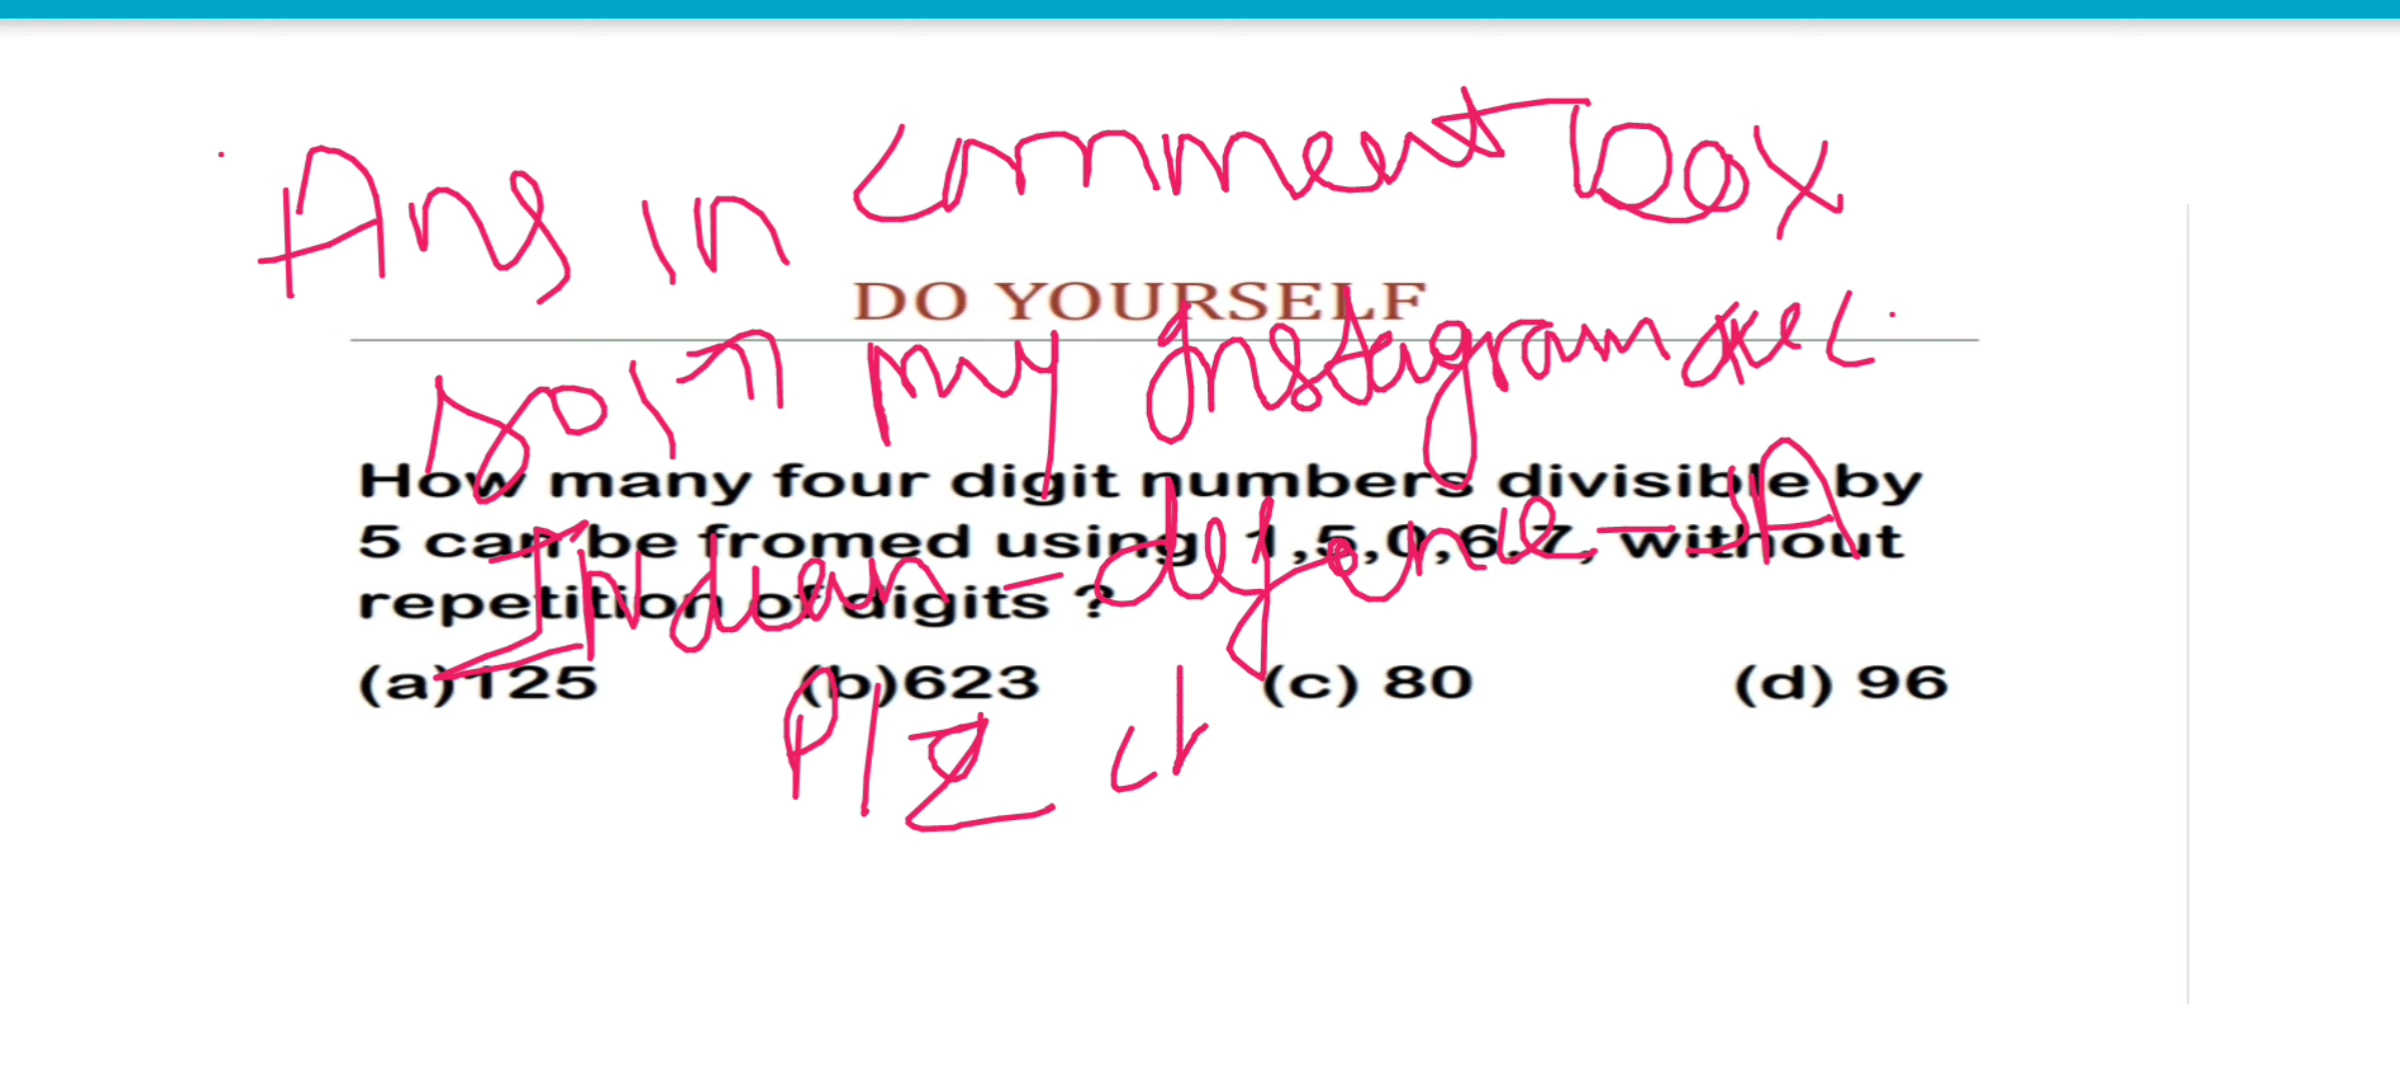 Ans in comment box
DO YOURSELF
Join my Instagram
How many four digit numbers divisible by
5 can be fromed using 1,5,0,6,7, without
repetition of digits ?
Indian-defence-
(a)125 (b)623 (c) 80 (d) 96
Plz